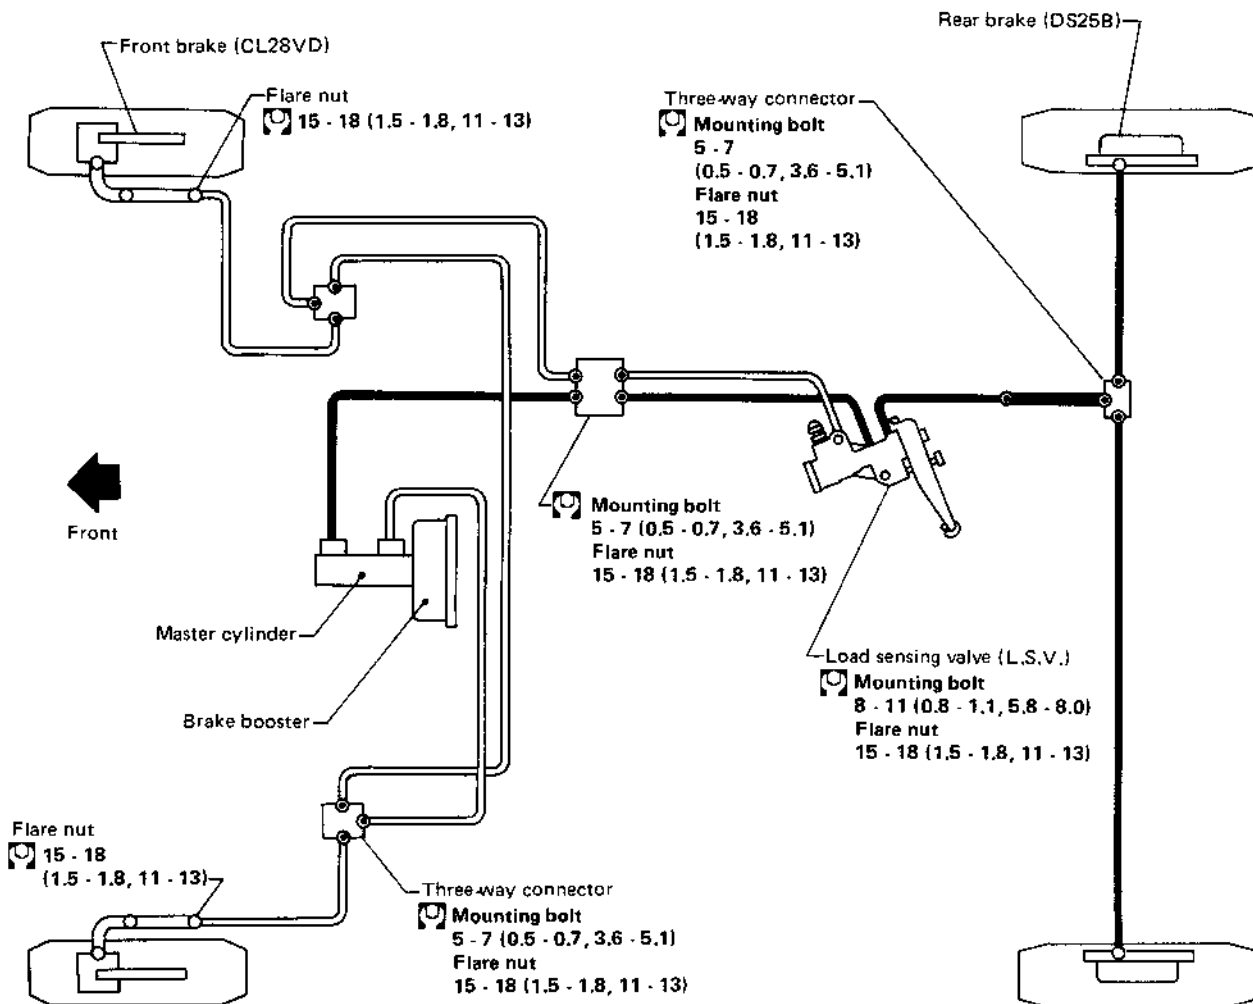 Front brake (CL28VD)
Rear brake (DS25B)
Flare nut
15 - 18 (1.5 - 1.8, 11 - 13)
Three-way connector
Mounting bolt
5 - 7
(0.5 - 0.7, 3.6 - 5.1)
Flare nut
15 - 18
(1.5 - 1.8, 11 - 13)
Front
Mounting bolt
5 - 7 (0.5 - 0.7, 3.6 - 5.1)
Flare nut
15 - 18 (1.5 - 1.8, 11 - 13)
Master cylinder
Brake booster
Load sensing valve (L.S.V.)
Mounting bolt
8 - 11 (0.8 - 1.1, 5.8 - 8.0)
Flare nut
15 - 18 (1.5 - 1.8, 11 - 13)
Flare nut
15 - 18
(1.5 - 1.8, 11 - 13)
Three-way connector
Mounting bolt
5 - 7 (0.5 - 0.7, 3.6 - 5.1)
Flare nut
15 - 18 (1.5 - 1.8, 11 - 13)